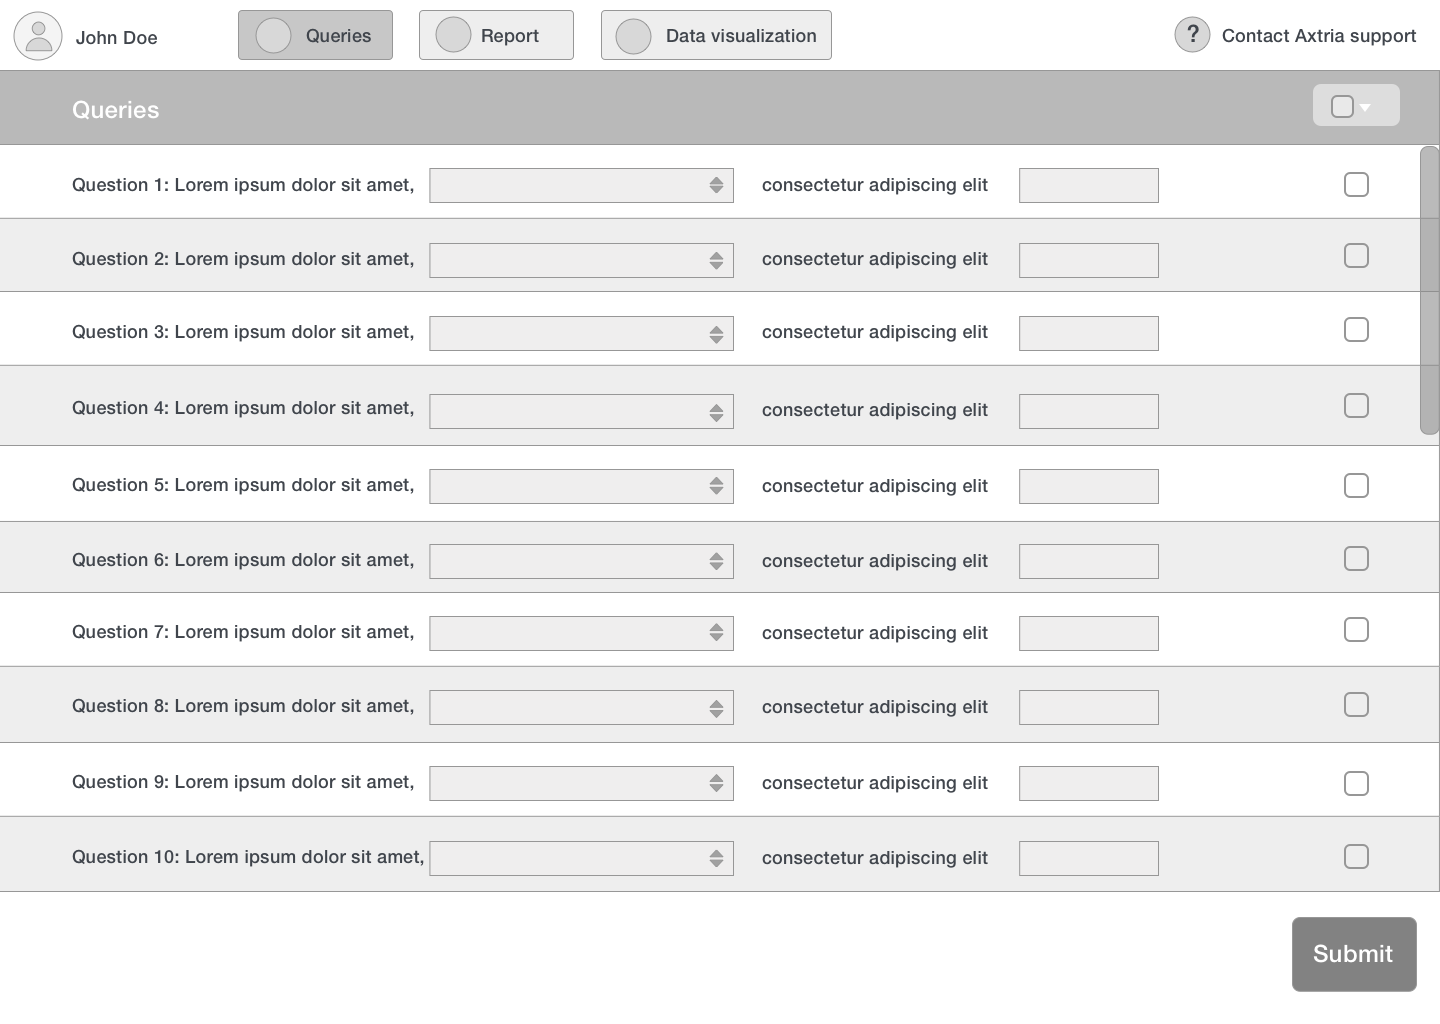 John Doe
Queries
Report
Data visualization
? Contact Axtria support
Queries
Question 1: Lorem ipsum dolor sit amet, consectetur adipiscing elit
Question 2: Lorem ipsum dolor sit amet, consectetur adipiscing elit
Question 3: Lorem ipsum dolor sit amet, consectetur adipiscing elit
Question 4: Lorem ipsum dolor sit amet, consectetur adipiscing elit
Question 5: Lorem ipsum dolor sit amet, consectetur adipiscing elit
Question 6: Lorem ipsum dolor sit amet, consectetur adipiscing elit
Question 7: Lorem ipsum dolor sit amet, consectetur adipiscing elit
Question 8: Lorem ipsum dolor sit amet, consectetur adipiscing elit
Question 9: Lorem ipsum dolor sit amet, consectetur adipiscing elit
Question 10: Lorem ipsum dolor sit amet, consectetur adipiscing elit
Submit